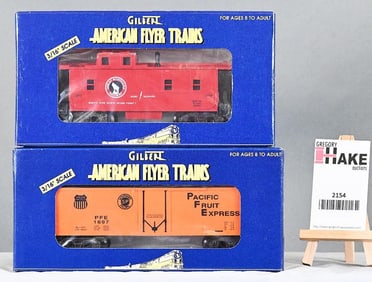 GILBERT
FOR AGES 8 TO ADULT
AMERICAN FLYER TRAINS
3/16" SCALE
GILBERT
FOR AGES 8 TO ADULT
AMERICAN FLYER TRAINS
3/16" SCALE
PACIFIC
FRUIT
EXPRESS
PFE
1697
GREGORY
HAKE
auctions
2154